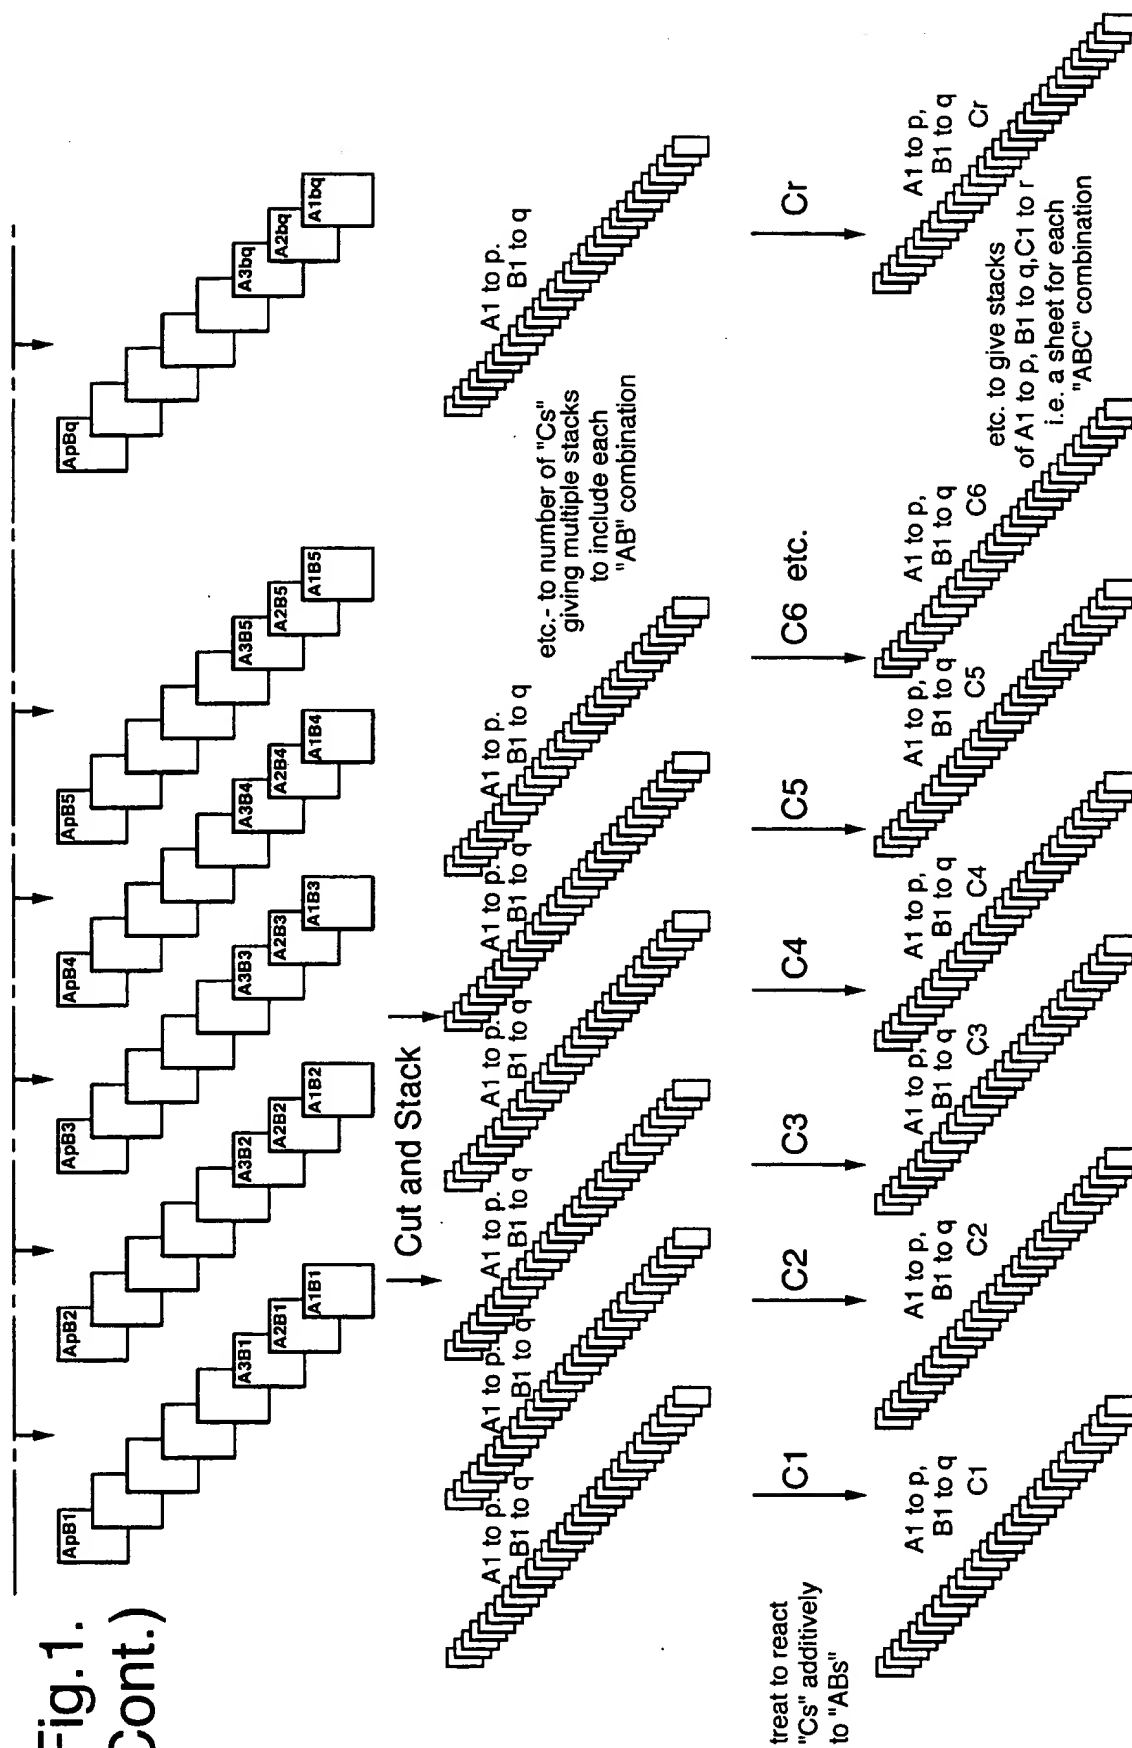 Fig.1.
Cont.)
ApB1
A3B1
A2B1
A1B1
ApB2
A3B2
A2B2
A1B2
ApB3
A3B3
A2B3
A1B3
ApB4
A3B4
A2B4
A1B4
ApB5
A3B5
A2B5
A1B5
ApBq
A3bq
A2bq
A1bq
Cut and Stack
A1 to p.
B1 to q
A1 to p.
B1 to q
A1 to p.
B1 to q
A1 to p.
B1 to q
A1 to p.
B1 to q
A1 to p.
B1 to q
etc.- to number of "Cs"
giving multiple stacks
to include each
"AB" combination
A1 to p.
B1 to q
treat to react
"Cs" additively
to "ABs"
C1
C2
C3
C4
C5
C6 etc.
Cr
A1 to p,
B1 to q
C1
A1 to p,
B1 to q
C2
A1 to p,
B1 to q
C3
A1 to p,
B1 to q
C4
A1 to p,
B1 to q
C5
A1 to p,
B1 to q
C6
etc. to give stacks
of A1 to p, B1 to q,C1 to r
i.e. a sheet for each
"ABC" combination
A1 to p,
B1 to q
Cr